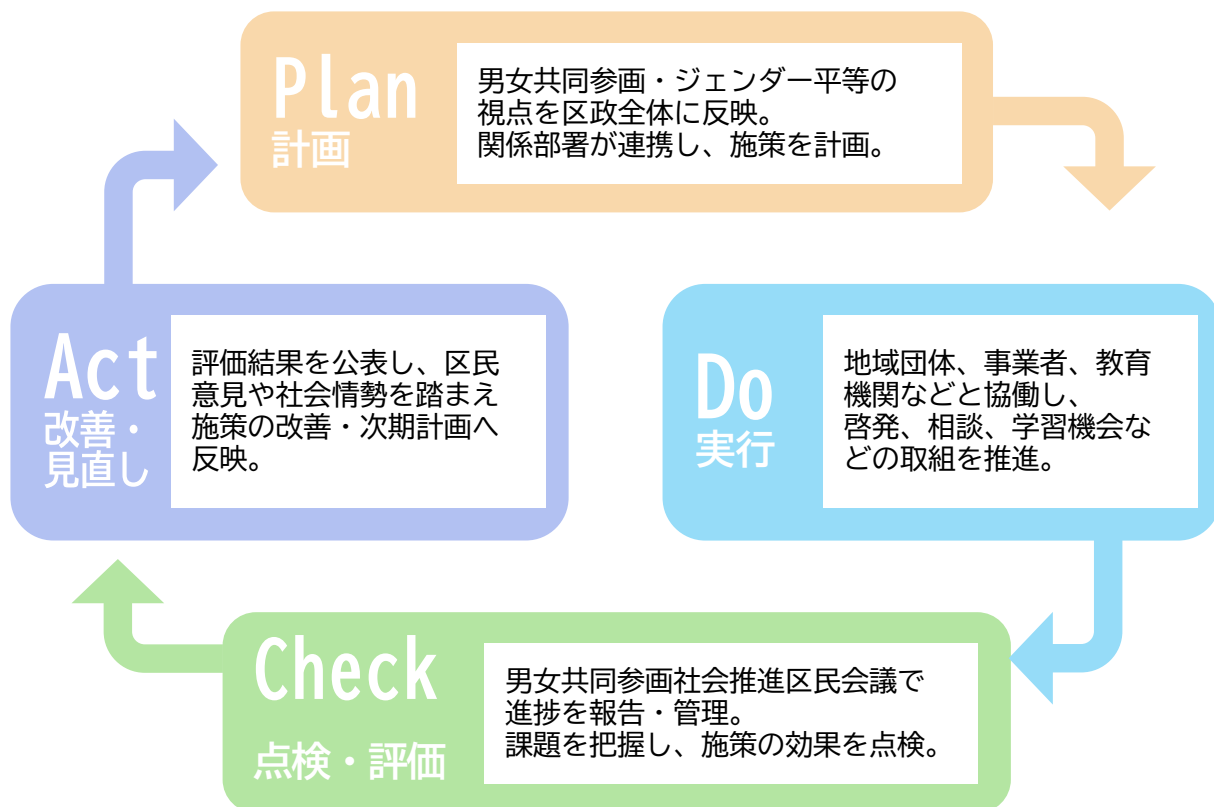 Plan
計画
男女共同参画・ジェンダー平等の
視点を区政全体に反映。
関係部署が連携し、施策を計画。
Do
実行
地域団体、事業者、教育
機関などと協働し、
啓発、相談、学習機会な
どの取組を推進。
Check
点検・評価
男女共同参画社会推進区民会議で
進捗を報告・管理。
課題を把握し、施策の効果を点検。
Act
改善・
見直し
評価結果を公表し、区民
意見や社会情勢を踏まえ
施策の改善・次期計画へ
反映。